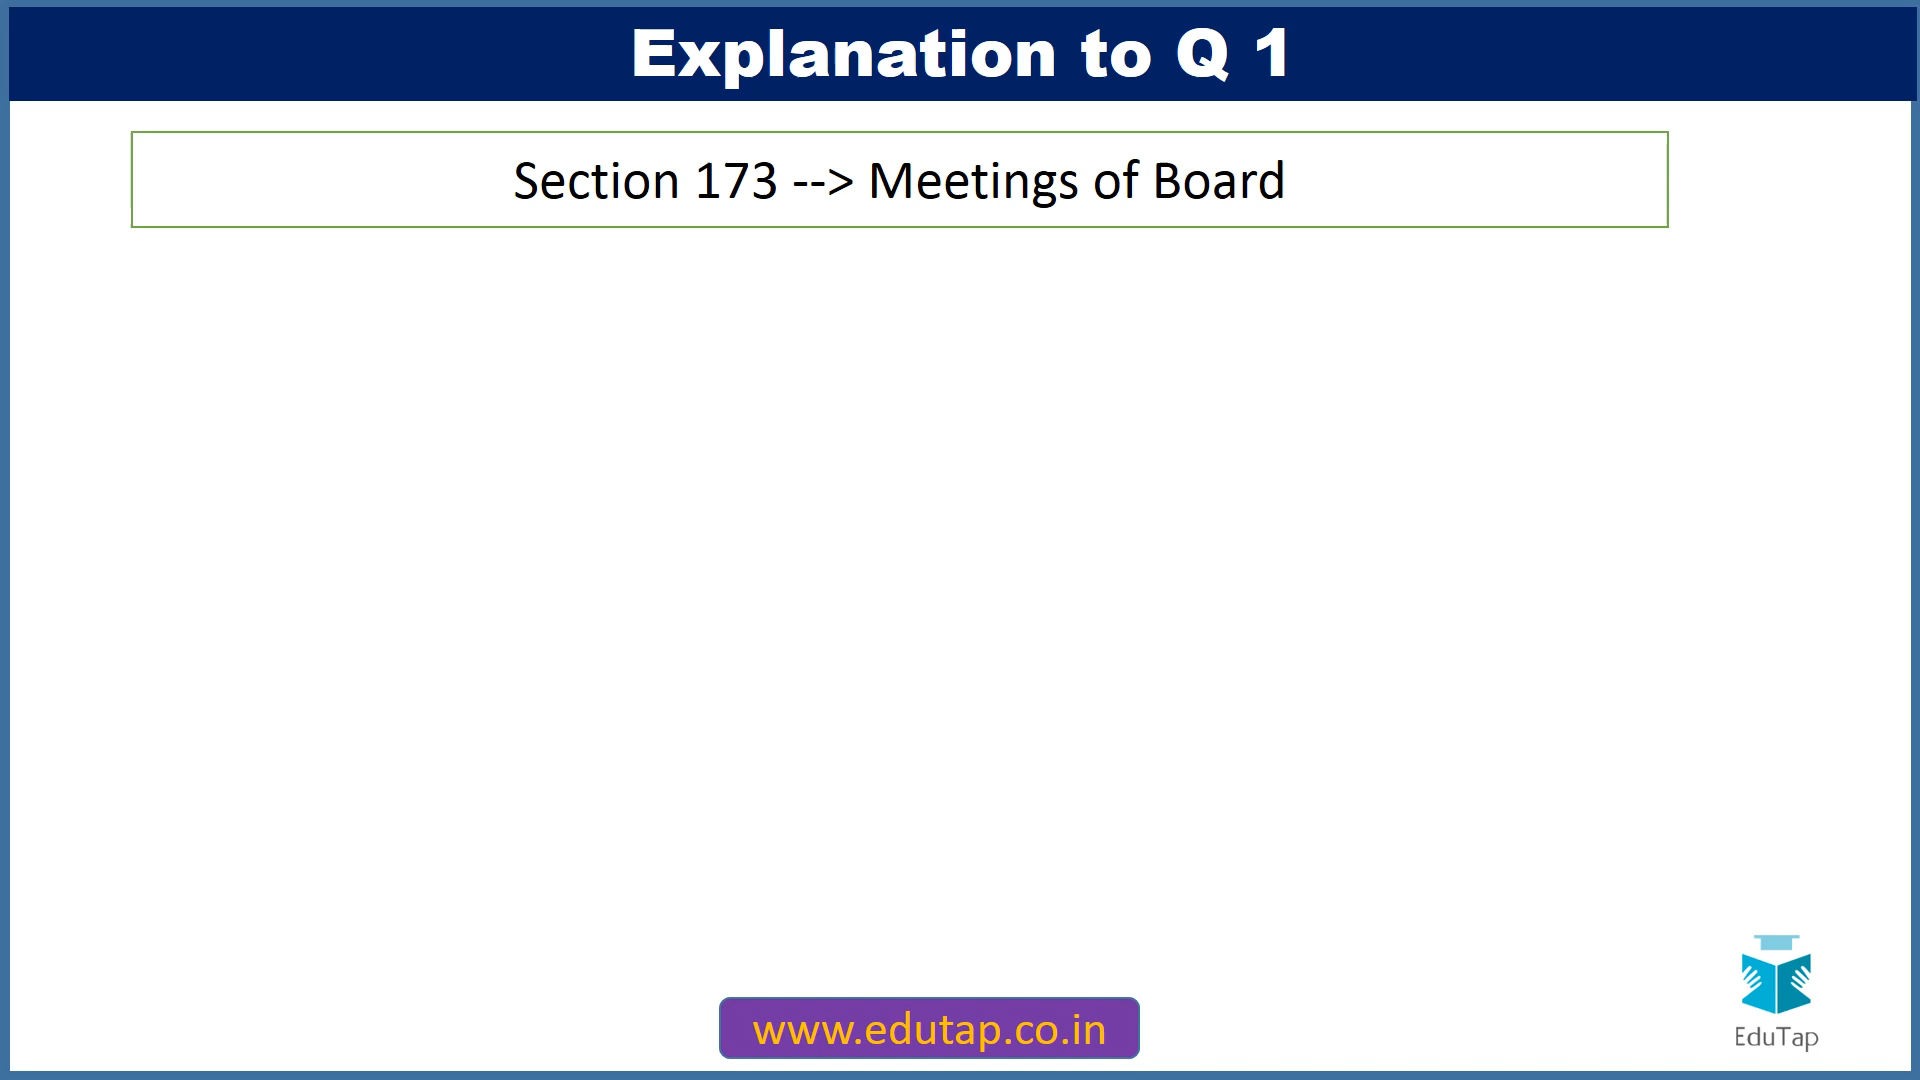 Explanation to Q 1
Section 173 --> Meetings of Board
www.edutap.co.in
EduTap